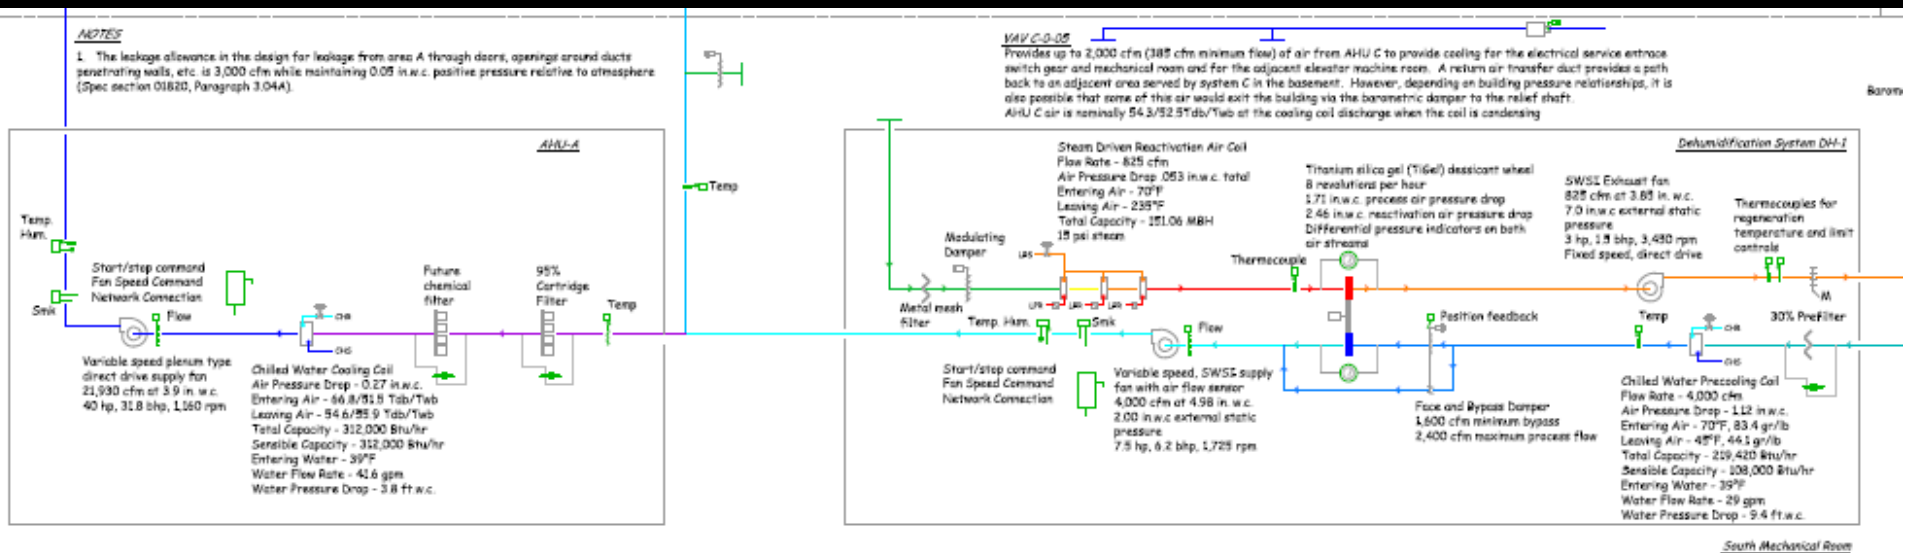 NOTES
1. The leakage allowance in the design for leakage from area A through doors, openings around ducts
penetrating walls, etc. is 3,000 cfm while maintaining 0.05 in.w.c. positive pressure relative to atmosphere
(Spec section 01820, Paragraph 3.04A).
VAV C-0-05
Provides up to 2,000 cfm (385 cfm minimum flow) of air from AHU C to provide cooling for the electrical service entrace
switch gear and mechanical room and for the adjacent elevator machine room. A return air transfer duct provides a path
back to an adjacent area served by system C in the basement. However, depending on building pressure relationships, it is
also possible that some of this air would exit the building via the barometric damper to the relief shaft.
AHU C air is nominally 54.3/52.5Tdb/Twb at the cooling coil discharge when the coil is condensing
Barom
AHU-A
Temp
Temp.
Hum.
Smk
Start/stop command
Fan Speed Command
Network Connection
Flow
Variable speed plenum type
direct drive supply fan
21,930 cfm at 3.9 in. w.c.
40 hp, 31.8 bhp, 1,160 rpm
CHR
CHS
Chilled Water Cooling Coil
Air Pressure Drop - 0.27 in.w.c.
Entering Air - 66.8/51.5 Tdb/Twb
Leaving Air - 54.6/55.9 Tdb/Twb
Total Capacity - 312,000 Btu/hr
Sensible Capacity - 312,000 Btu/hr
Entering Water - 39°F
Water Flow Rate - 41.6 gpm
Water Pressure Drop - 3.8 ft.w.c.
Future
chemical
filter
95%
Cartridge
Filter
Temp
Dehumidification System DH-1
Modulating
Damper
Metal mesh
filter
Steam Driven Reactivation Air Coil
Flow Rate - 825 cfm
Air Pressure Drop .053 in.w.c. total
Entering Air - 70°F
Leaving Air - 235°F
Total Capacity - 151.06 MBH
15 psi steam
LPS
LPR
LPR
LPR
Thermocouple
Titanium silica gel (TiGel) dessicant wheel
8 revolutions per hour
1.71 in.w.c. process air pressure drop
2.46 in.w.c. reactivation air pressure drop
Differential pressure indicators on both
air streams
SWSI Exhaust fan
825 cfm at 3.85 in. w.c.
7.0 in.w.c external static
pressure
3 hp, 1.5 bhp, 3,450 rpm
Fixed speed, direct drive
Thermocouples for
regeneration
temperature and limit
controls
M
Temp. Hum.
Smk
Flow
Start/stop command
Fan Speed Command
Network Connection
Variable speed, SWSI supply
fan with air flow sensor
4,000 cfm at 4.98 in. w.c.
2.00 in.w.c external static
pressure
7.5 hp, 6.2 bhp, 1,725 rpm
Position feedback
Face and Bypass Damper
1,600 cfm minimum bypass
2,400 cfm maximum process flow
Temp
CHR
CHS
30% Prefilter
Chilled Water Precooling Coil
Flow Rate - 4,000 cfm
Air Pressure Drop - 1.12 in.w.c.
Entering Air - 70°F, 83.4 gr/lb
Leaving Air - 45°F, 44.1 gr/lb
Total Capacity - 219,420 Btu/hr
Sensible Capacity - 108,000 Btu/hr
Entering Water - 39°F
Water Flow Rate - 29 gpm
Water Pressure Drop - 9.4 ft.w.c.
South Mechanical Room